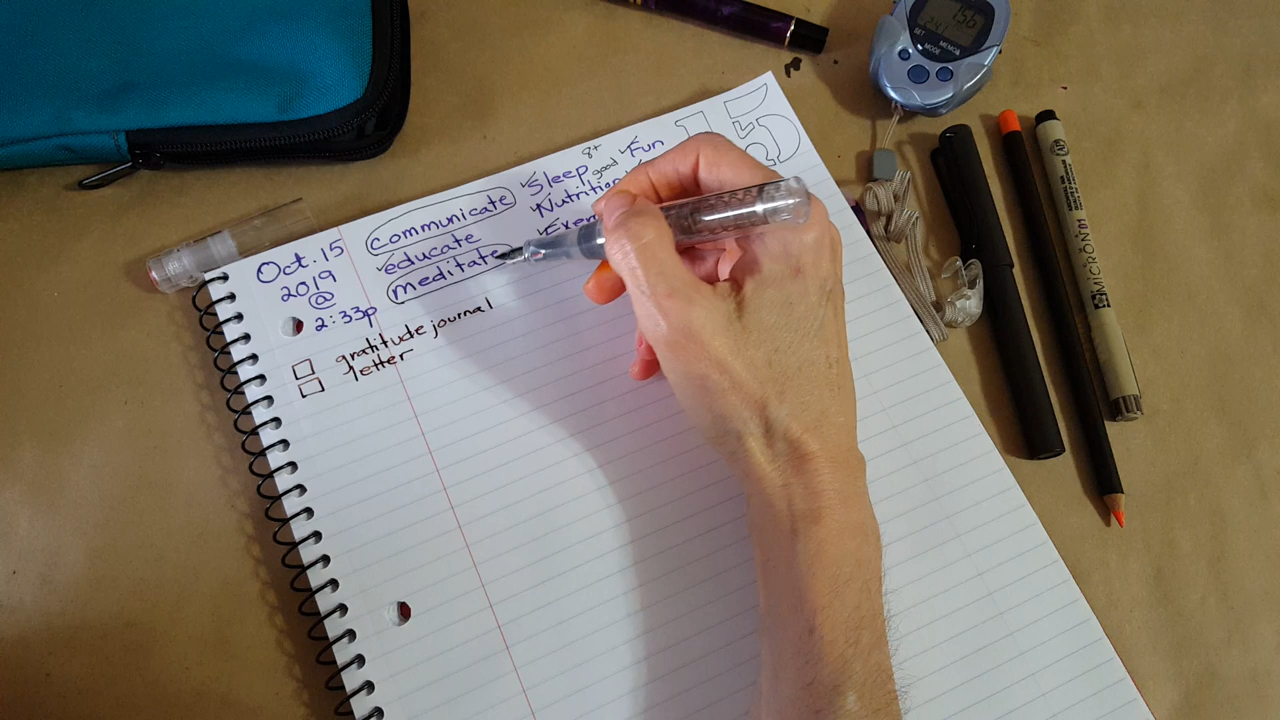 Oct. 15
2019
@
2:33p
communicate
educate
meditate
✓Sleep
8+
good
✓Nutrition
✓Fun
15
☐ gratitude journal
☐ letter
SET
MODE
MEMO
MICRON 01